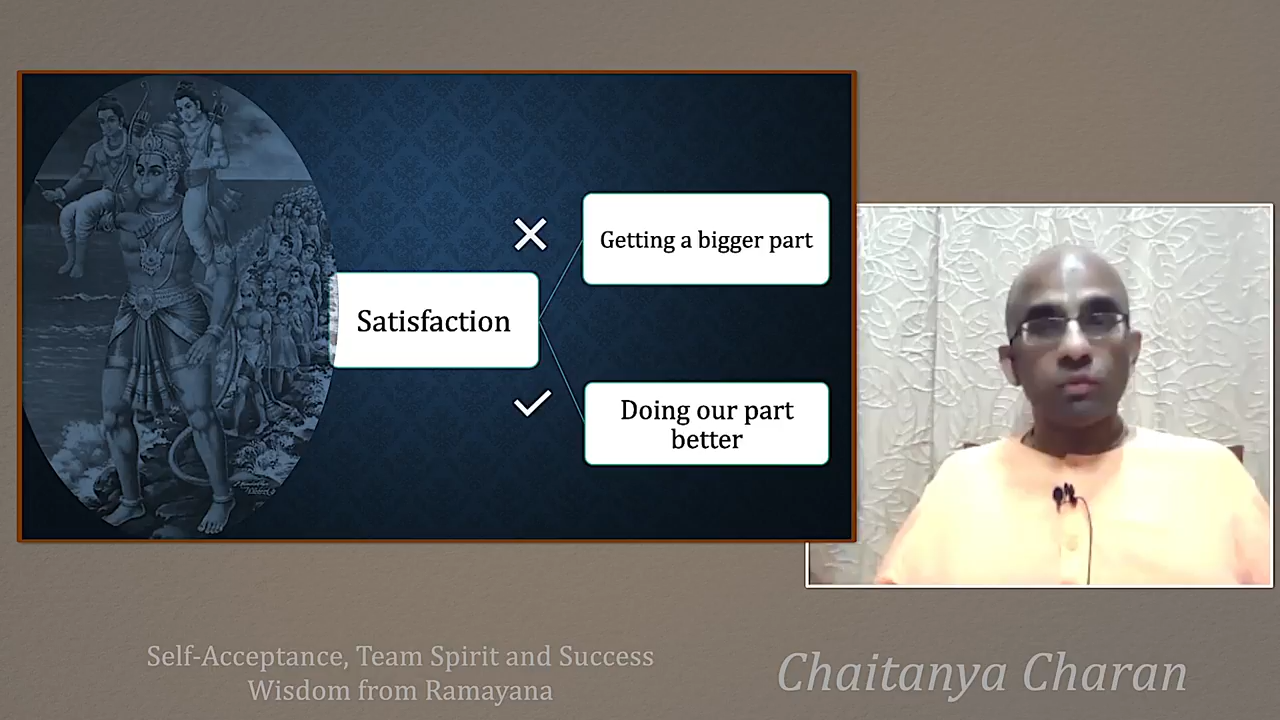 Getting a bigger part
Satisfaction
Doing our part
better
Self-Acceptance, Team Spirit and Success
Wisdom from Ramayana
Chaitanya Charan